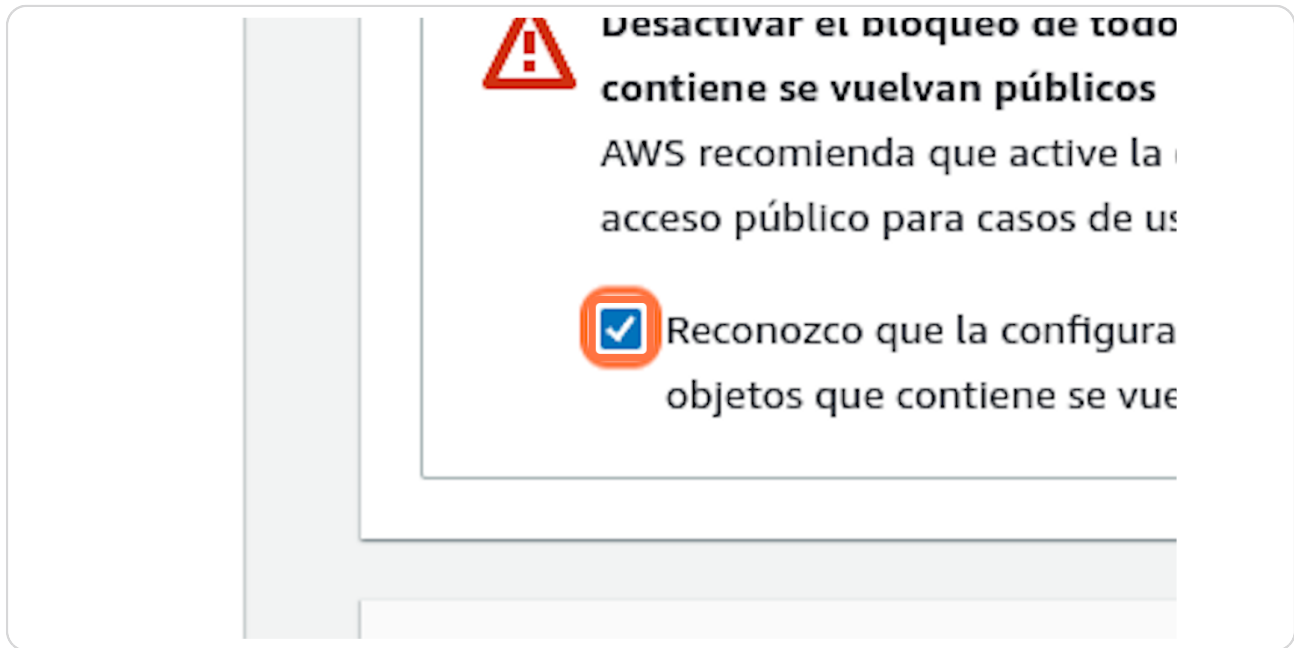 Desactivar el bloqueo de todo
contiene se vuelvan públicos
AWS recomienda que active la
acceso público para casos de us
Reconozco que la configura
objetos que contiene se vue